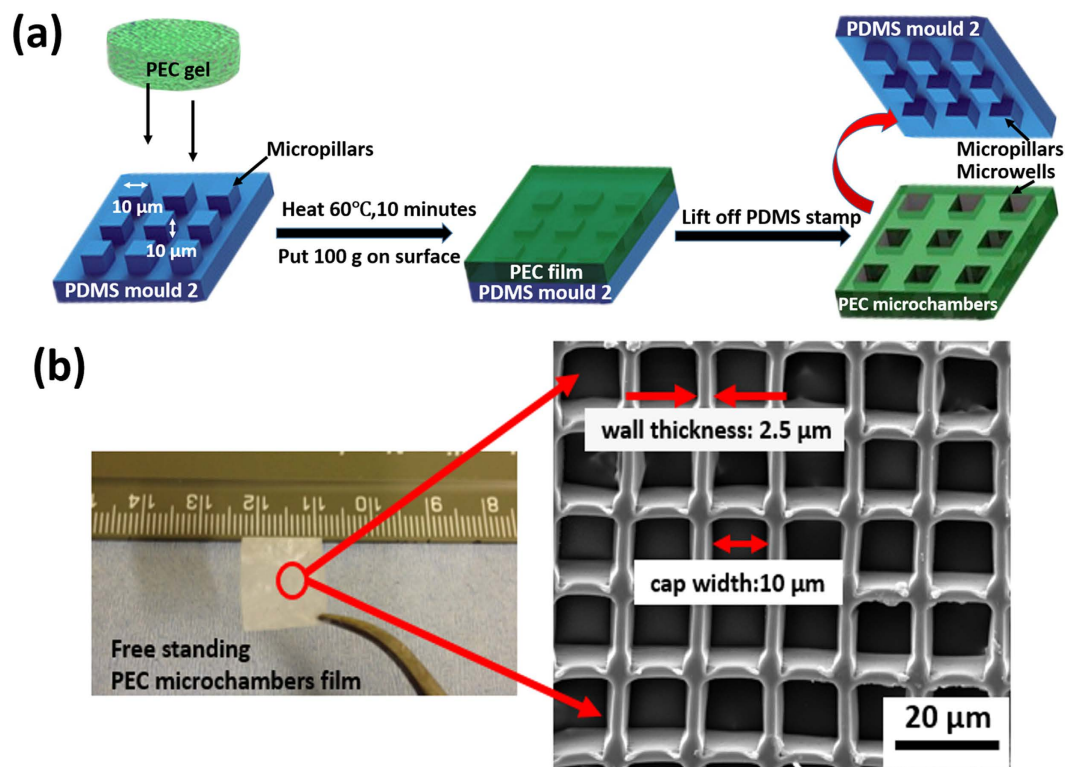 (a)
PEC gel
Micropillars
10 μm
10 μm
PDMS mould 2
Heat 60℃,10 minutes
Put 100 g on surface
PEC film
PDMS mould 2
Lift off PDMS stamp
PDMS mould 2
Micropillars
Microwells
PEC microchambers
(b)
14 13 12 11 10 9 8
Free standing
PEC microchambers film
wall thickness: 2.5 μm
cap width:10 μm
20 μm